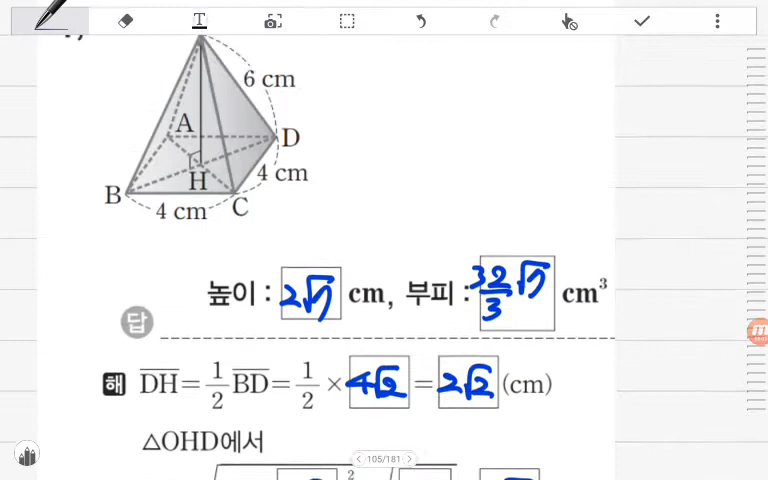 T
6 cm
A
D
H
4 cm
B
4 cm
C
높이 : 2√7 cm, 부피 : 32/3 √7 cm³
답
해 DH = 1/2 BD = 1/2 × 4√2 = 2√2 (cm)
△OHD에서
105/181
2